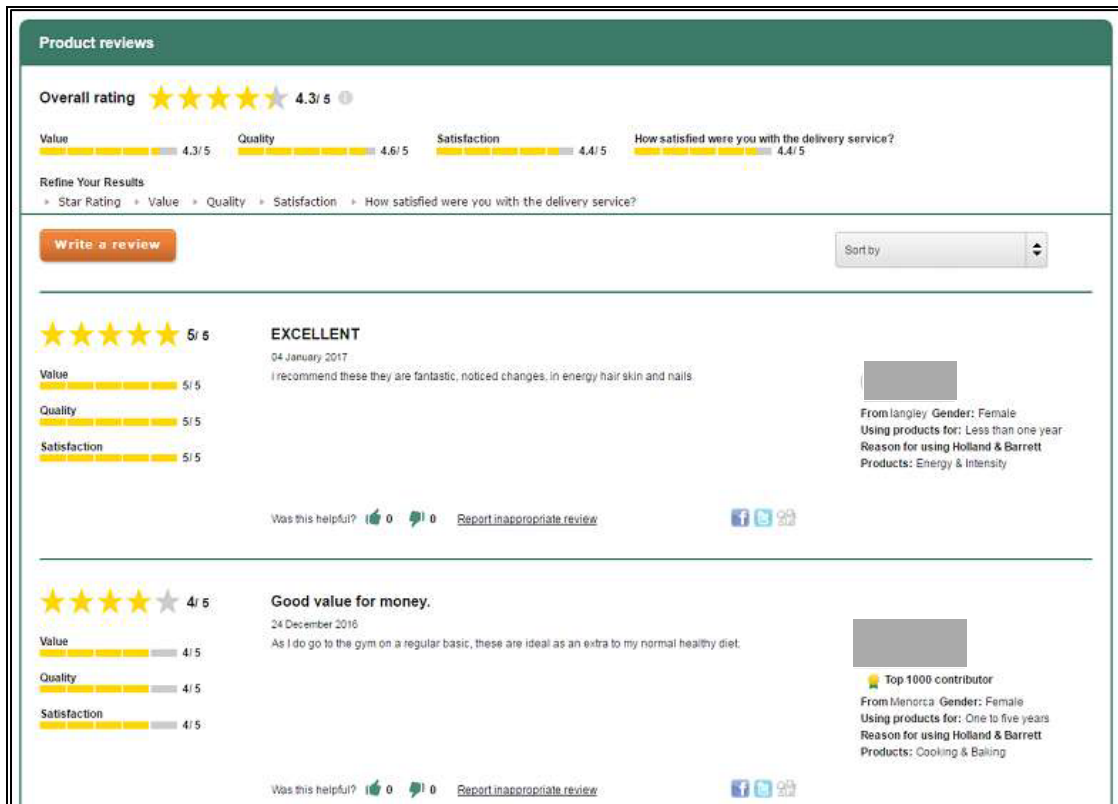 Product reviews
Overall rating 4.3/ 5
Value Quality Satisfaction How satisfied were you with the delivery service?
4.3/ 5 4.6/ 5 4.4/ 5 4.4/ 5
Refine Your Results
Star Rating Value Quality Satisfaction How satisfied were you with the delivery service?
Write a review
Sort by
5/ 5
Value
5/ 5
Quality
5/ 5
Satisfaction
5/ 5
EXCELLENT
04 January 2017
i recommend these they are fantastic, noticed changes, in energy hair skin and nails
From langley Gender: Female
Using products for: Less than one year
Reason for using Holland & Barrett
Products: Energy & Intensity
Was this helpful? 0 0 Report inappropriate review
4/ 5
Value
4/ 5
Quality
4/ 5
Satisfaction
4/ 5
Good value for money.
24 December 2016
As I do go to the gym on a regular basic, these are ideal as an extra to my normal healthy diet.
Top 1000 contributor
From Menorca Gender: Female
Using products for: One to five years
Reason for using Holland & Barrett
Products: Cooking & Baking
Was this helpful? 0 0 Report inappropriate review